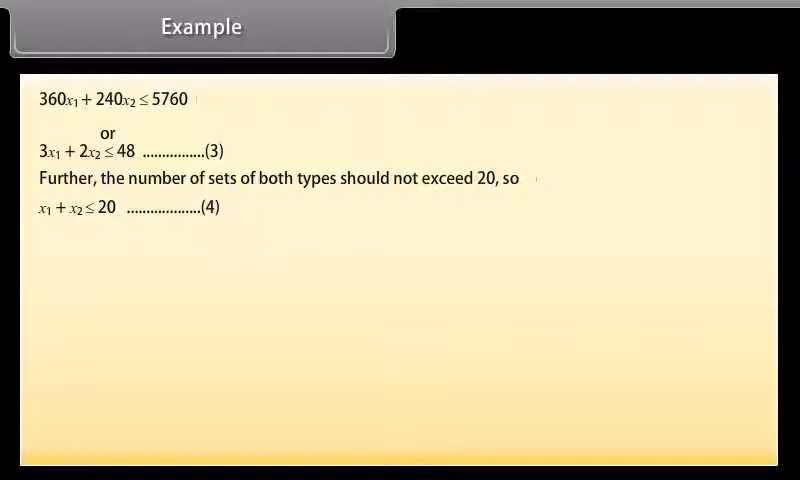 Example
360x₁ + 240x₂ ≤ 5760
or
3x₁ + 2x₂ ≤ 48 ................(3)
Further, the number of sets of both types should not exceed 20, so
x₁ + x₂ ≤ 20 ...................(4)